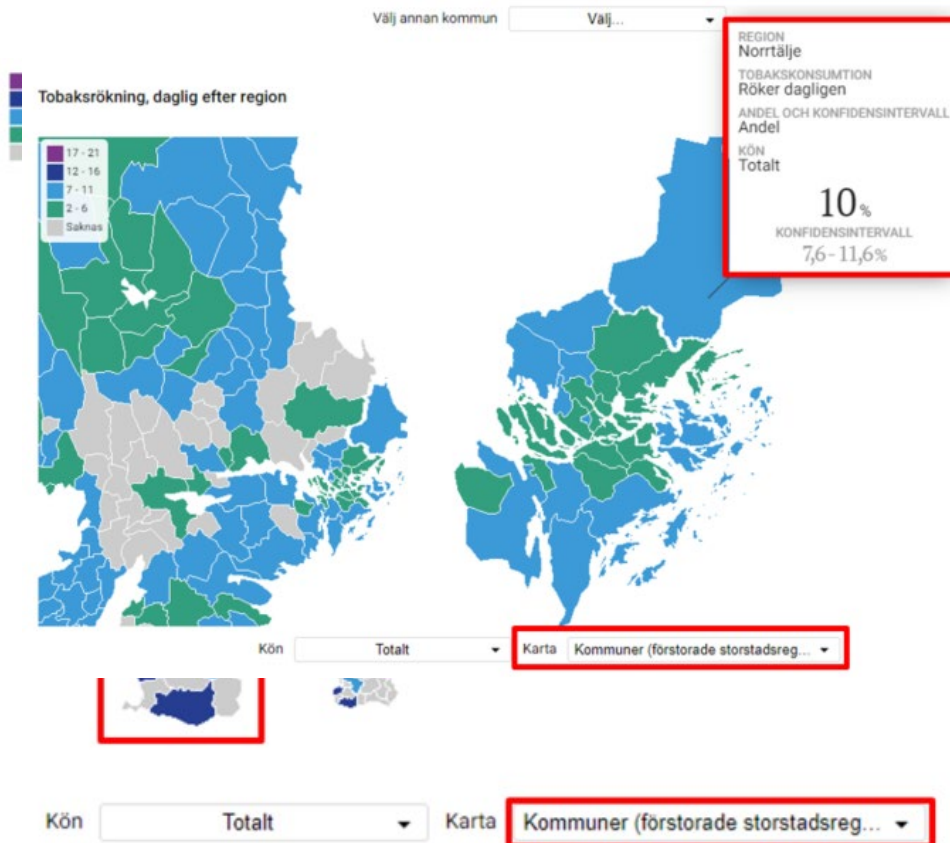 Välj annan kommun Välj...
REGION
Norrtälje
TOBAKSKONSUMTION
Röker dagligen
ANDEL OCH KONFIDENSINTERVALL
Andel
KÖN
Totalt
10 %
KONFIDENSINTERVALL
7,6 - 11,6%
Tobaksrökning, daglig efter region
17 - 21
12 - 16
7 - 11
2 - 6
Saknas
Kön Totalt Karta Kommuner (förstorade storstadsreg...
Kön Totalt Karta Kommuner (förstorade storstadsreg...